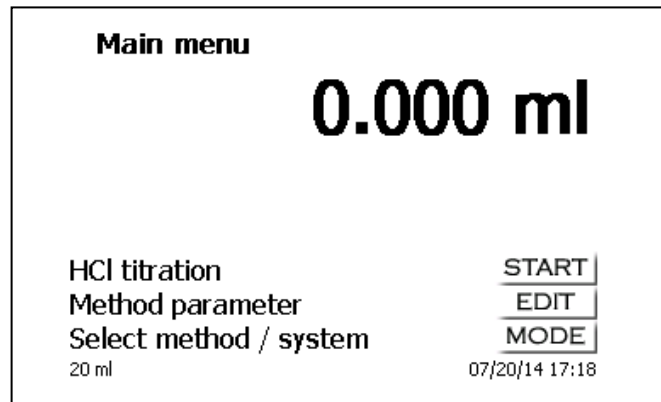 Main menu
0.000 ml
HCl titration START
Method parameter EDIT
Select method / system MODE
20 ml 07/20/14 17:18